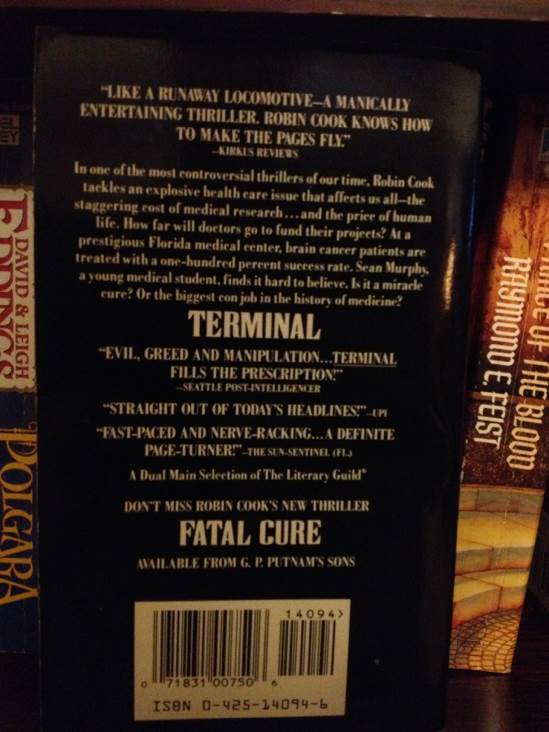 “LIKE A RUNAWAY LOCOMOTIVE—A MANICALLY
ENTERTAINING THRILLER. ROBIN COOK KNOWS HOW
TO MAKE THE PAGES FLY.”
—KIRKUS REVIEWS
In one of the most controversial thrillers of our time, Robin Cook
tackles an explosive health care issue that affects us all—the
staggering cost of medical research...and the price of human
life. How far will doctors go to fund their projects? At a
prestigious Florida medical center, brain cancer patients are
treated with a one-hundred percent success rate. Sean Murphy,
a young medical student, finds it hard to believe. Is it a miracle
cure? Or the biggest con job in the history of medicine?
TERMINAL
“EVIL, GREED AND MANIPULATION...TERMINAL
FILLS THE PRESCRIPTION!”
—SEATTLE POST-INTELLIGENCER
“STRAIGHT OUT OF TODAY'S HEADLINES!”—UPI
“FAST-PACED AND NERVE-RACKING...A DEFINITE
PAGE-TURNER!”—THE SUN-SENTINEL (FL)
A Dual Main Selection of The Literary Guild®
DON'T MISS ROBIN COOK'S NEW THRILLER
FATAL CURE
AVAILABLE FROM G. P. PUTNAM'S SONS
14094>
0 71831 00750 6
ISBN 0-425-14094-6
DAVID & LEIGH
EDDINGS
POLGARA
OF THE BLOOD
RAYMOND E. FEIST